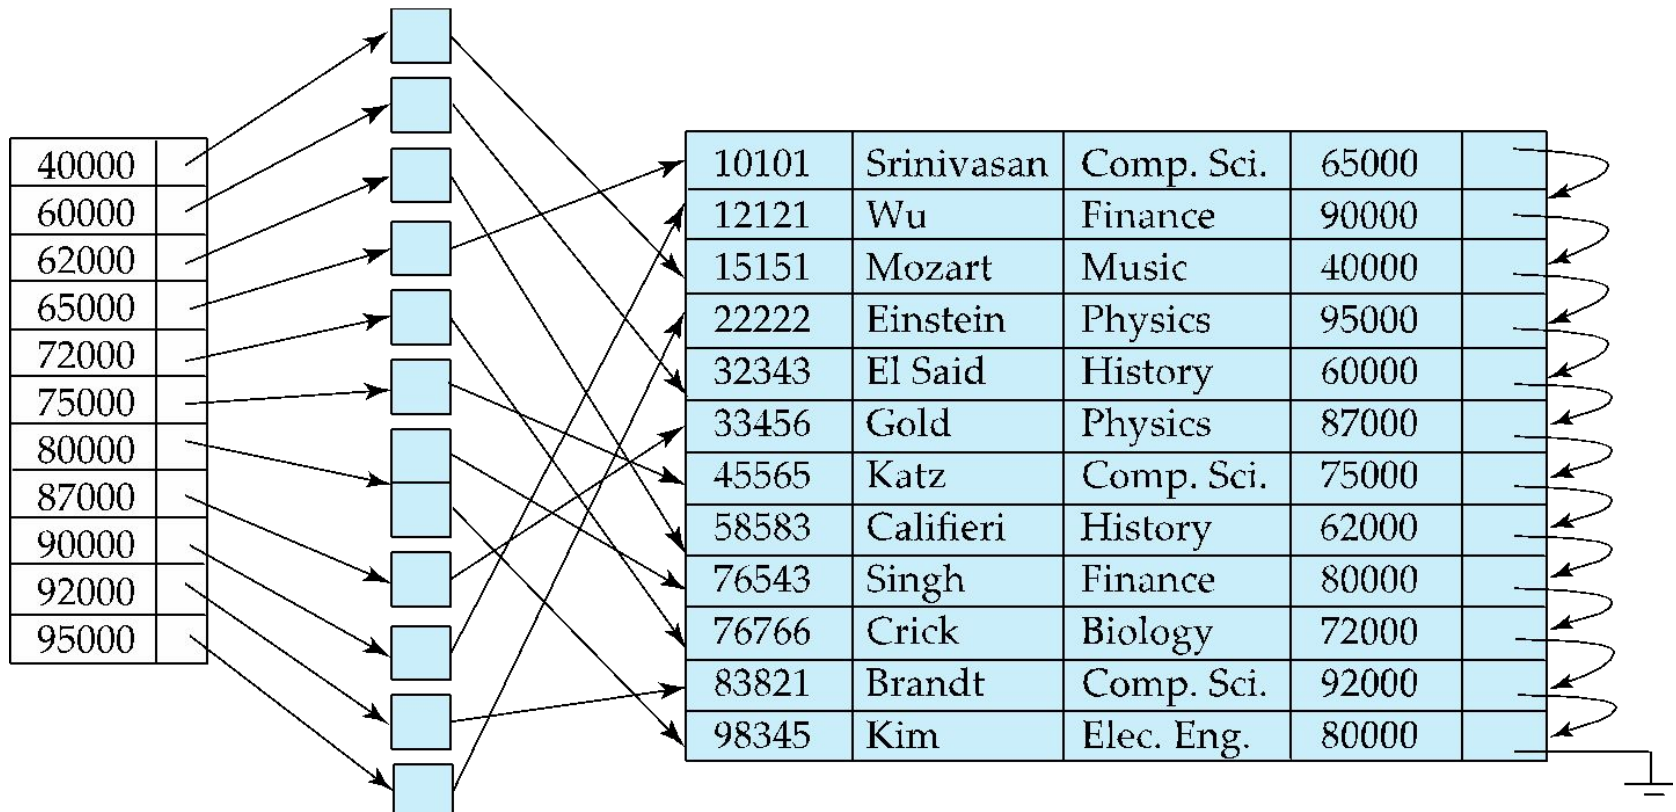 40000
60000
62000
65000
72000
75000
80000
87000
90000
92000
95000
10101 Srinivasan Comp. Sci. 65000
12121 Wu Finance 90000
15151 Mozart Music 40000
22222 Einstein Physics 95000
32343 El Said History 60000
33456 Gold Physics 87000
45565 Katz Comp. Sci. 75000
58583 Califieri History 62000
76543 Singh Finance 80000
76766 Crick Biology 72000
83821 Brandt Comp. Sci. 92000
98345 Kim Elec. Eng. 80000